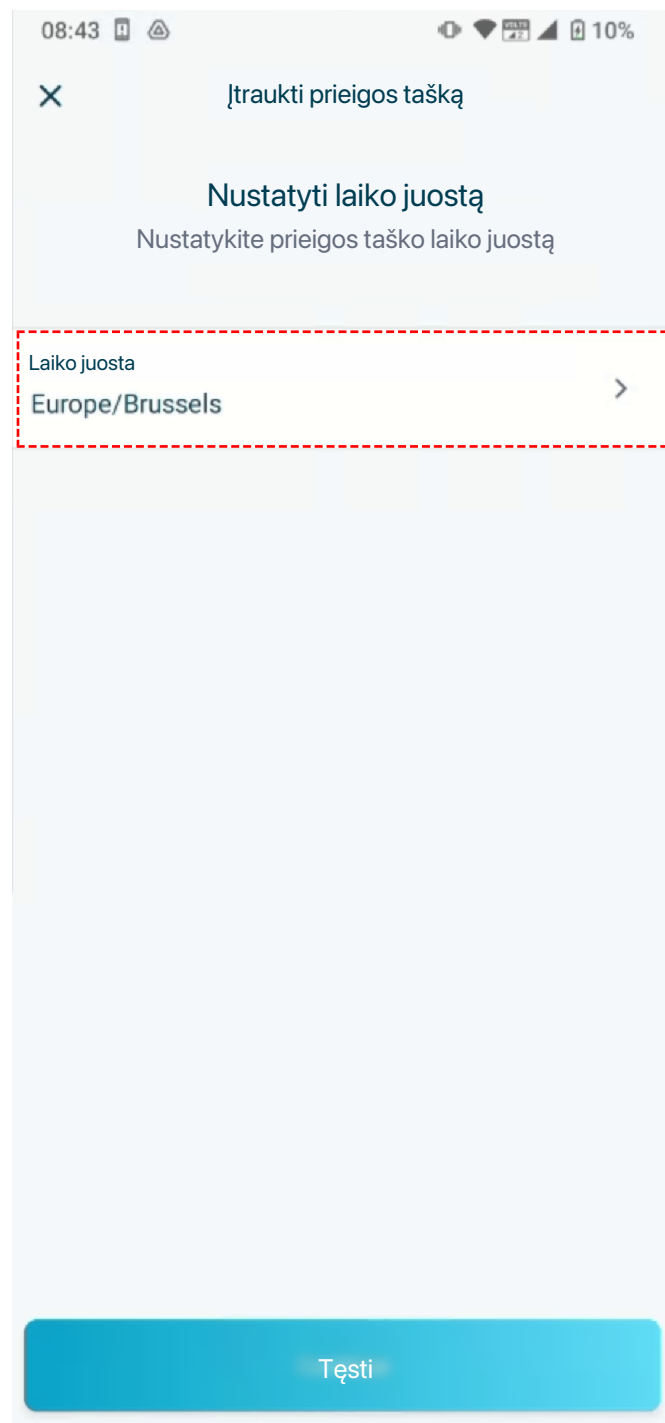 08:43
10%
Įtraukti prieigos tašką
Nustatyti laiko juostą
Nustatykite prieigos taško laiko juostą
Laiko juosta
Europe/Brussels
Tęsti